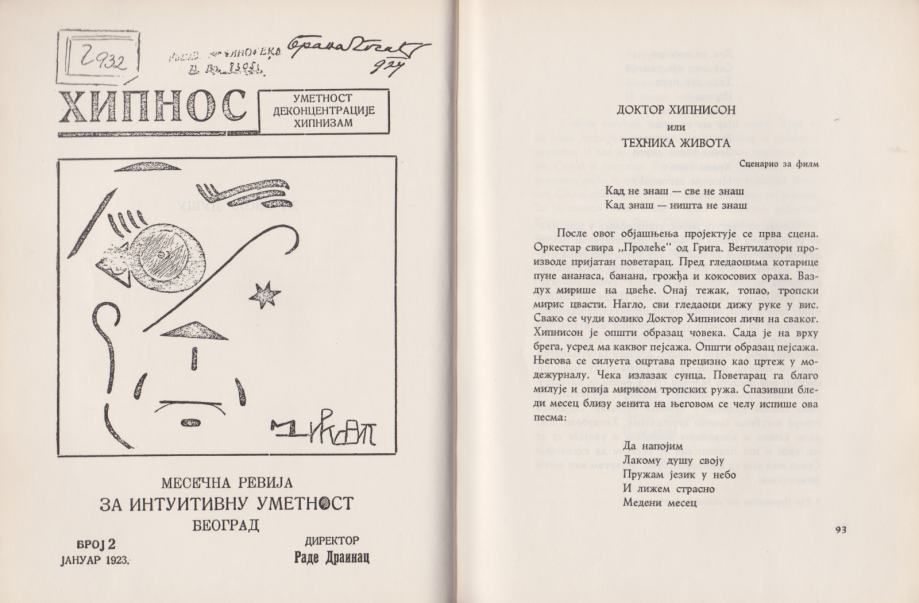 2932
927
ХИПНОС
УМЕТНОСТ
ДЕКОНЦЕНТРАЦИЈЕ
ХИПНИЗАМ
МЕСЕЧНА РЕВИЈА
ЗА ИНТУИТИВНУ УМЕТНОСТ
БЕОГРАД
БРОЈ 2
ЈАНУАР 1923.
ДИРЕКТОР
Раде Драинац
ДОКТОР ХИПНИСОН
или
ТЕХНИКА ЖИВОТА
Сценарио за филм
Кад не знаш — све не знаш
Кад знаш — ништа не знаш
После овог објашњења пројектује се прва сцена.
Оркестар свира „Пролеће" од Грига. Вентилатори про-
изводе пријатан поветарац. Пред гледаоцима котарице
пуне ананаса, банана, грожђа и кокосових ораха. Ваз-
дух мирише на цвеће. Онај тежак, топао, тропски
мирис цвасти. Нагло, сви гледаоци дижу руке у вис.
Свако се чуди колико Доктор Хипнисон личи на сваког.
Хипнисон је општи образац човека. Сада је на врху
брега, усред ма каквог пејсажа. Општи образац пејсажа.
Његова се силуета оцртава прецизно као цртеж у мо-
дежурналу. Чека излазак сунца. Поветарац га благо
милује и опија мирисом тропских ружа. Спазивши бле-
ди месец близу зенита на његовом се челу испише ова
песма:
Да напојим
Лакому душу своју
Пружам језик у небо
И лижем страсно
Медени месец
93